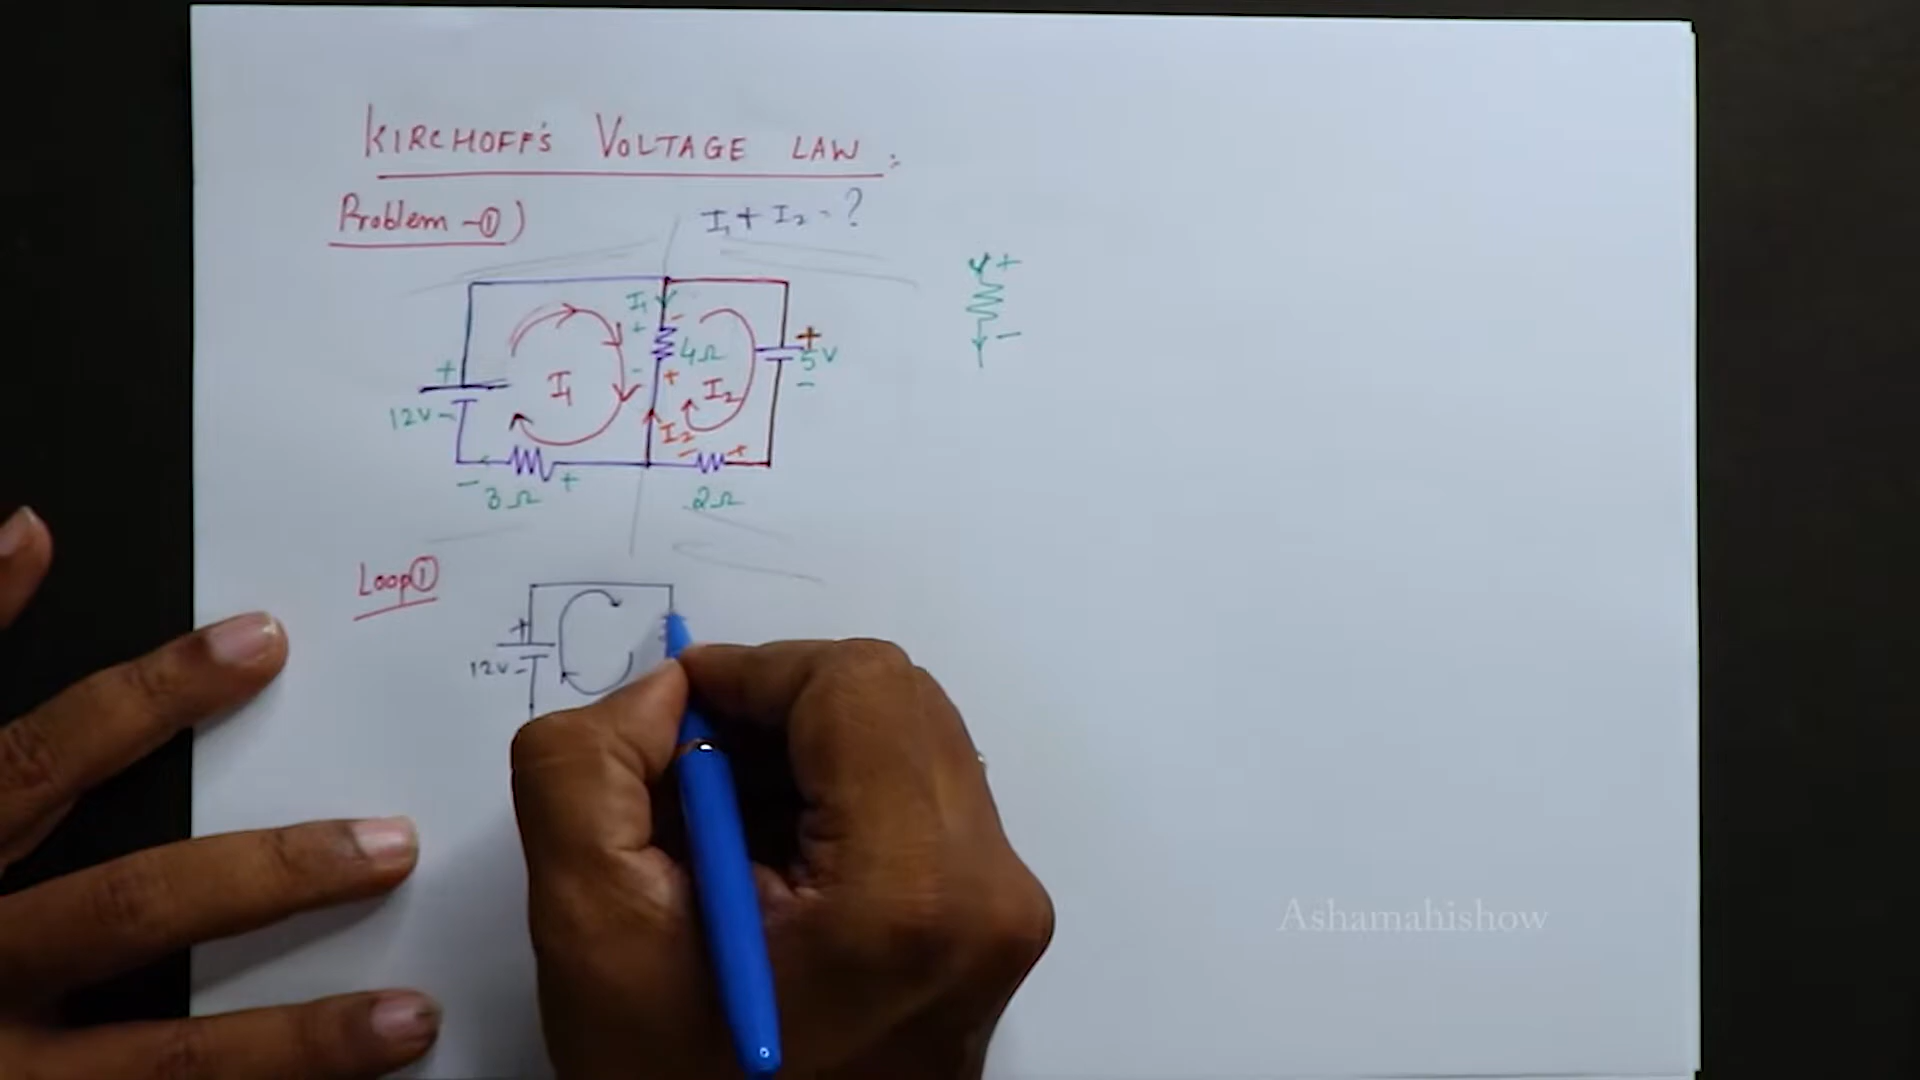 KIRCHOFF'S VOLTAGE LAW :
Problem -①)
I₁ + I₂ = ?
I₁
+ -
+ 4Ω +
- + 5V
+ I₁ I₂ -
12V -
I₂
- +
- 3Ω + 2Ω
+
-
Loop①
+
12V -
Ashamahishow